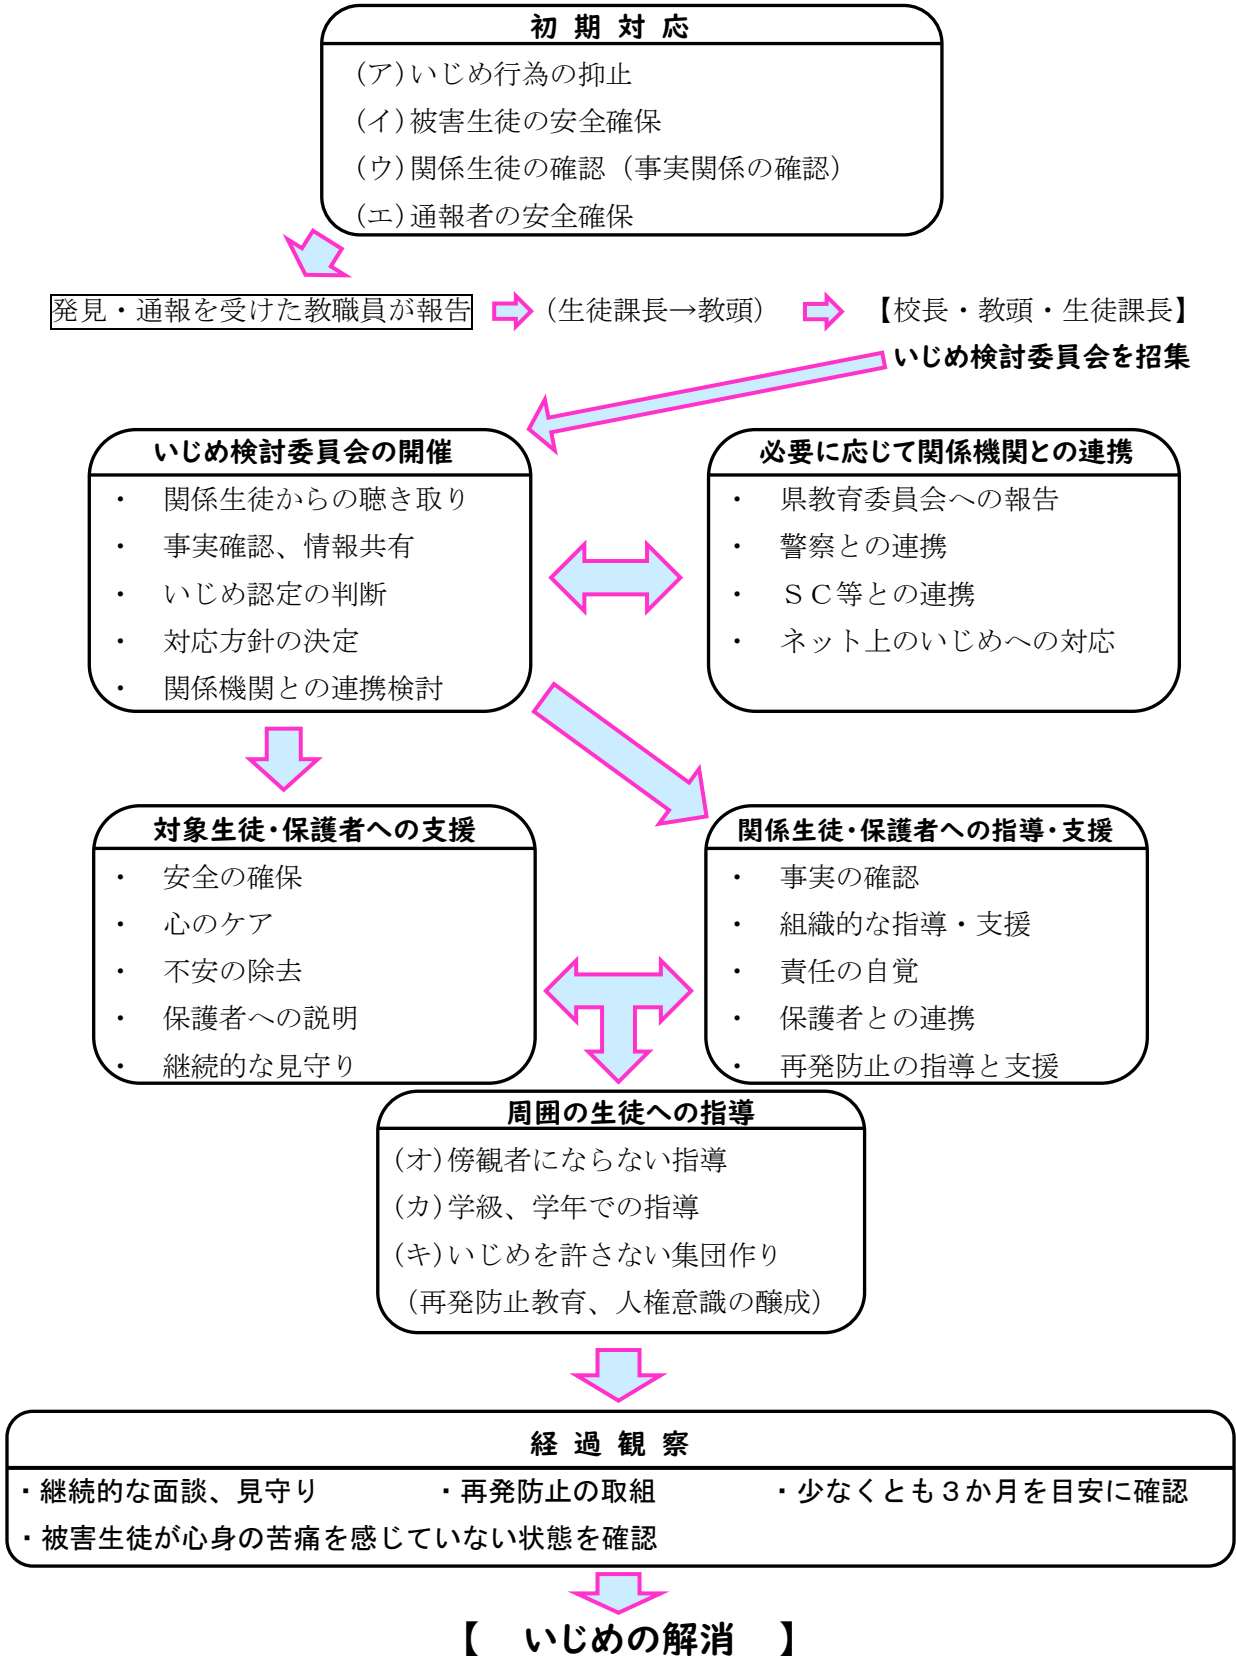 初期対応
(ア)いじめ行為の抑止
(イ)被害生徒の安全確保
(ウ)関係生徒の確認（事実関係の確認）
(エ)通報者の安全確保
発見・通報を受けた教職員が報告
（生徒課長→教頭）
【校長・教頭・生徒課長】
いじめ検討委員会を招集
いじめ検討委員会の開催
・ 関係生徒からの聴き取り
・ 事実確認、情報共有
・ いじめ認定の判断
・ 対応方針の決定
・ 関係機関との連携検討
必要に応じて関係機関との連携
・ 県教育委員会への報告
・ 警察との連携
・ ＳＣ等との連携
・ ネット上のいじめへの対応
対象生徒・保護者への支援
・ 安全の確保
・ 心のケア
・ 不安の除去
・ 保護者への説明
・ 継続的な見守り
関係生徒・保護者への指導・支援
・ 事実の確認
・ 組織的な指導・支援
・ 責任の自覚
・ 保護者との連携
・ 再発防止の指導と支援
周囲の生徒への指導
(オ)傍観者にならない指導
(カ)学級、学年での指導
(キ)いじめを許さない集団作り
（再発防止教育、人権意識の醸成）
経過観察
・継続的な面談、見守り ・再発防止の取組 ・少なくとも３か月を目安に確認
・被害生徒が心身の苦痛を感じていない状態を確認
【 いじめの解消 】